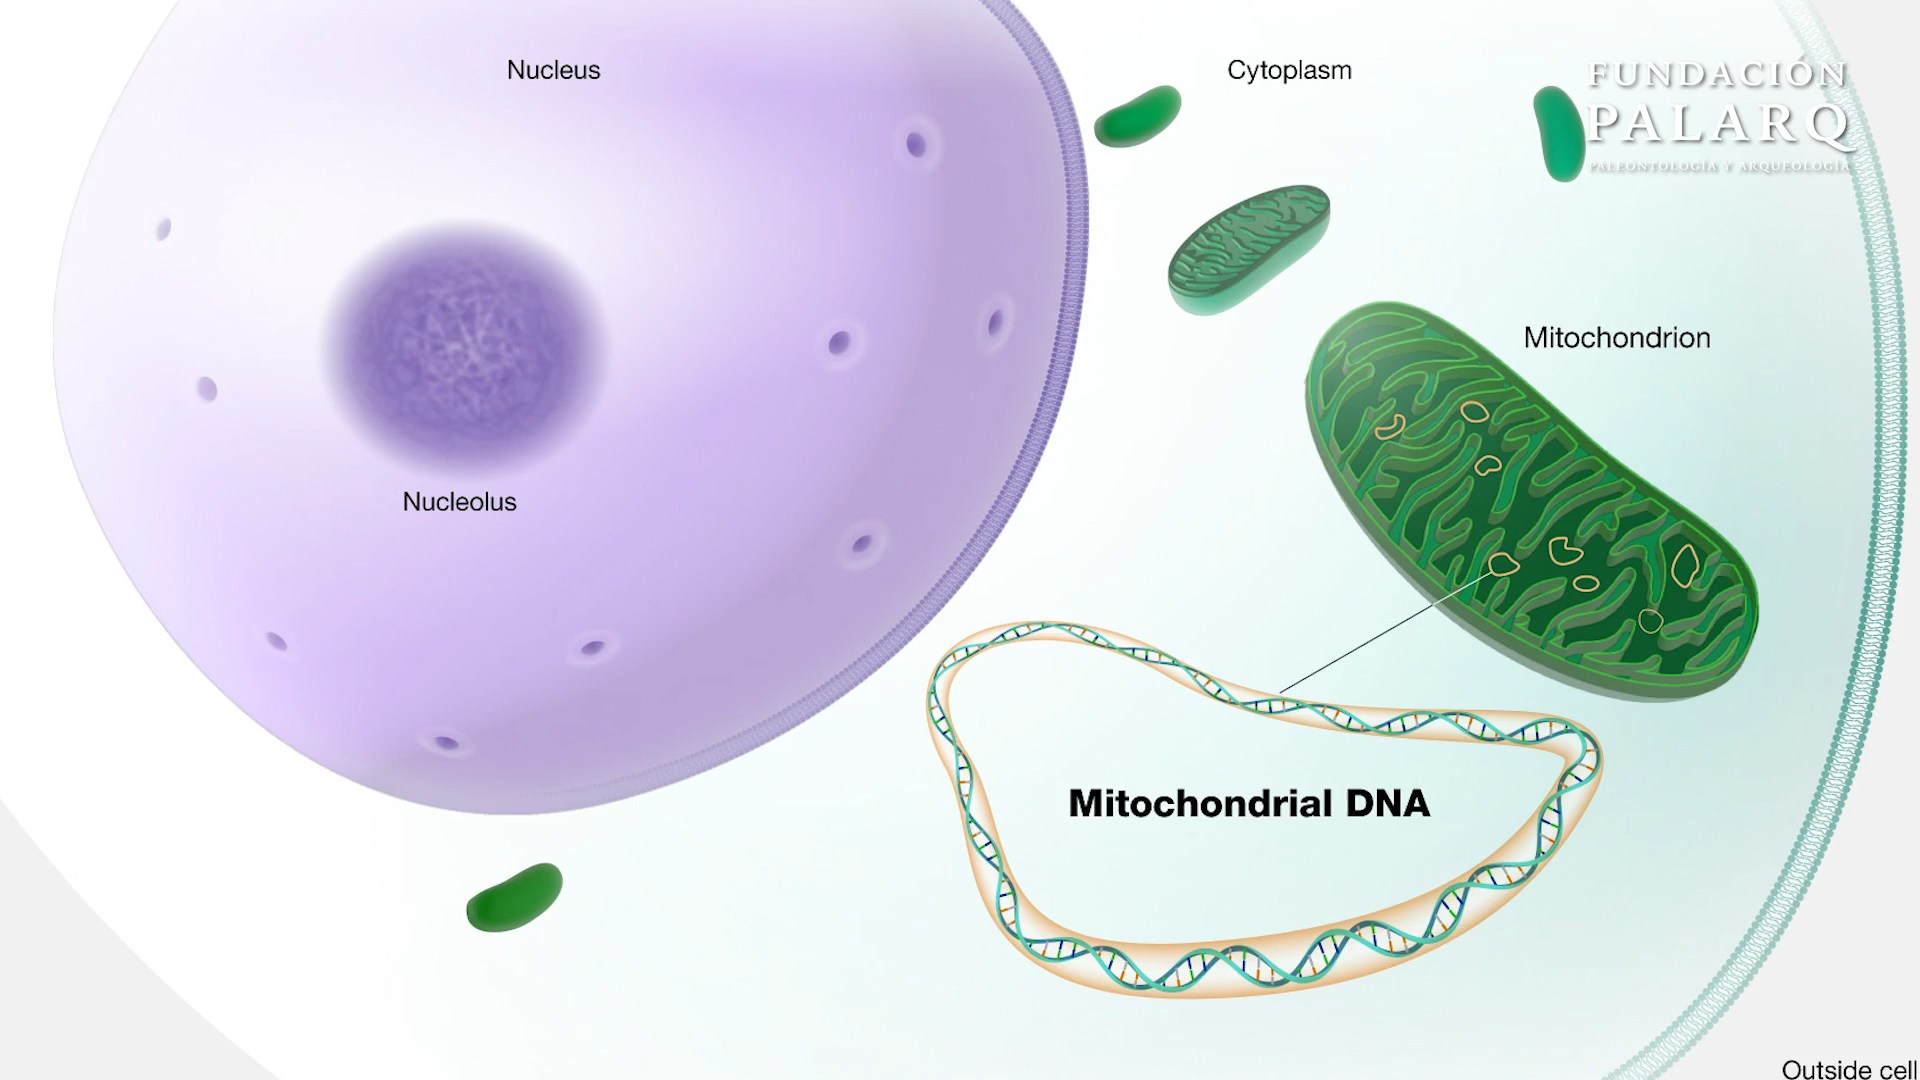 Nucleus
Cytoplasm
FUNDACIÓN
PALARQ
PALEONTOLOGÍA Y ARQUEOLOGÍA
Mitochondrion
Nucleolus
Mitochondrial DNA
Outside cell